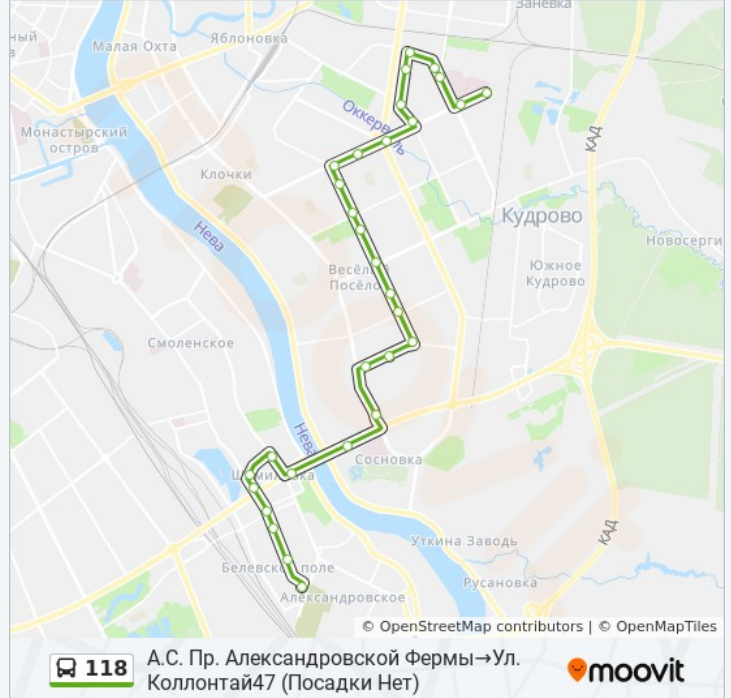 Заневка
ный
в
Малая Охта
Яблоновка
Оккервиль
КАД
Монастырский
остров
Клочки
Кудрово
Нева
Новосерги
Весёлый
Посёлок
Южное
Кудрово
Смоленское
Нева
Сосновка
Шемиловка
Уткина Заводь
КАД
Белевское поле
Русановка
Александровское
© OpenStreetMap contributors | © OpenMapTiles
118
А.С. Пр. Александровской Фермы→Ул.
Коллонтай47 (Посадки Нет)
moovit